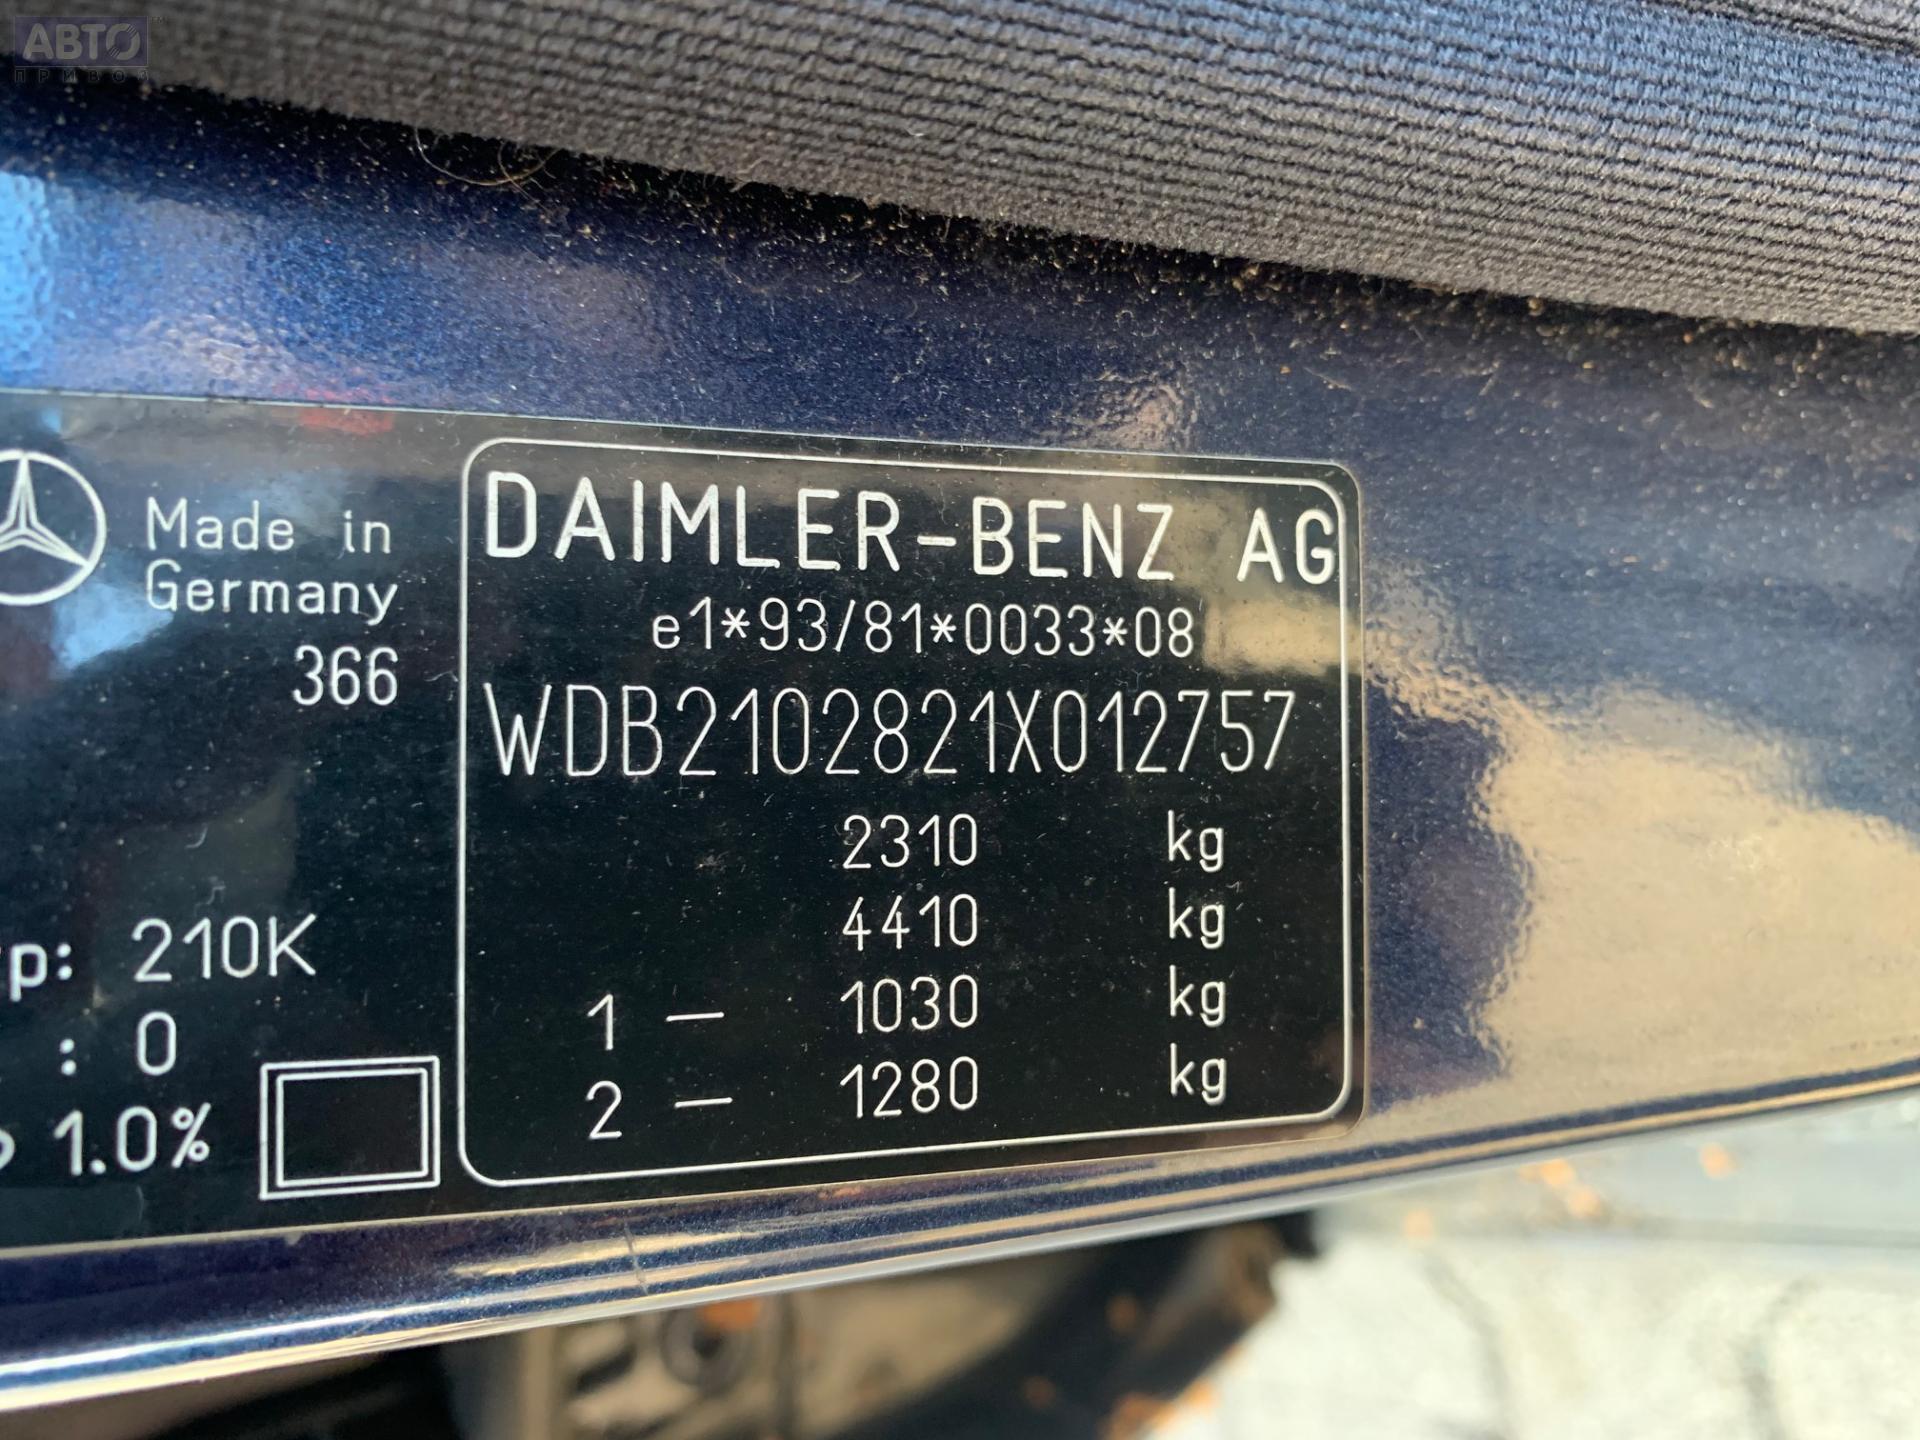 АВТО
ПРИВОЗ
Made in
Germany
366
DAIMLER-BENZ AG
e1*93/81*0033*08
WDB2102821X012757
2310 kg
4410 kg
1 - 1030 kg
2 - 1280 kg
p: 210K
: 0
1.0%